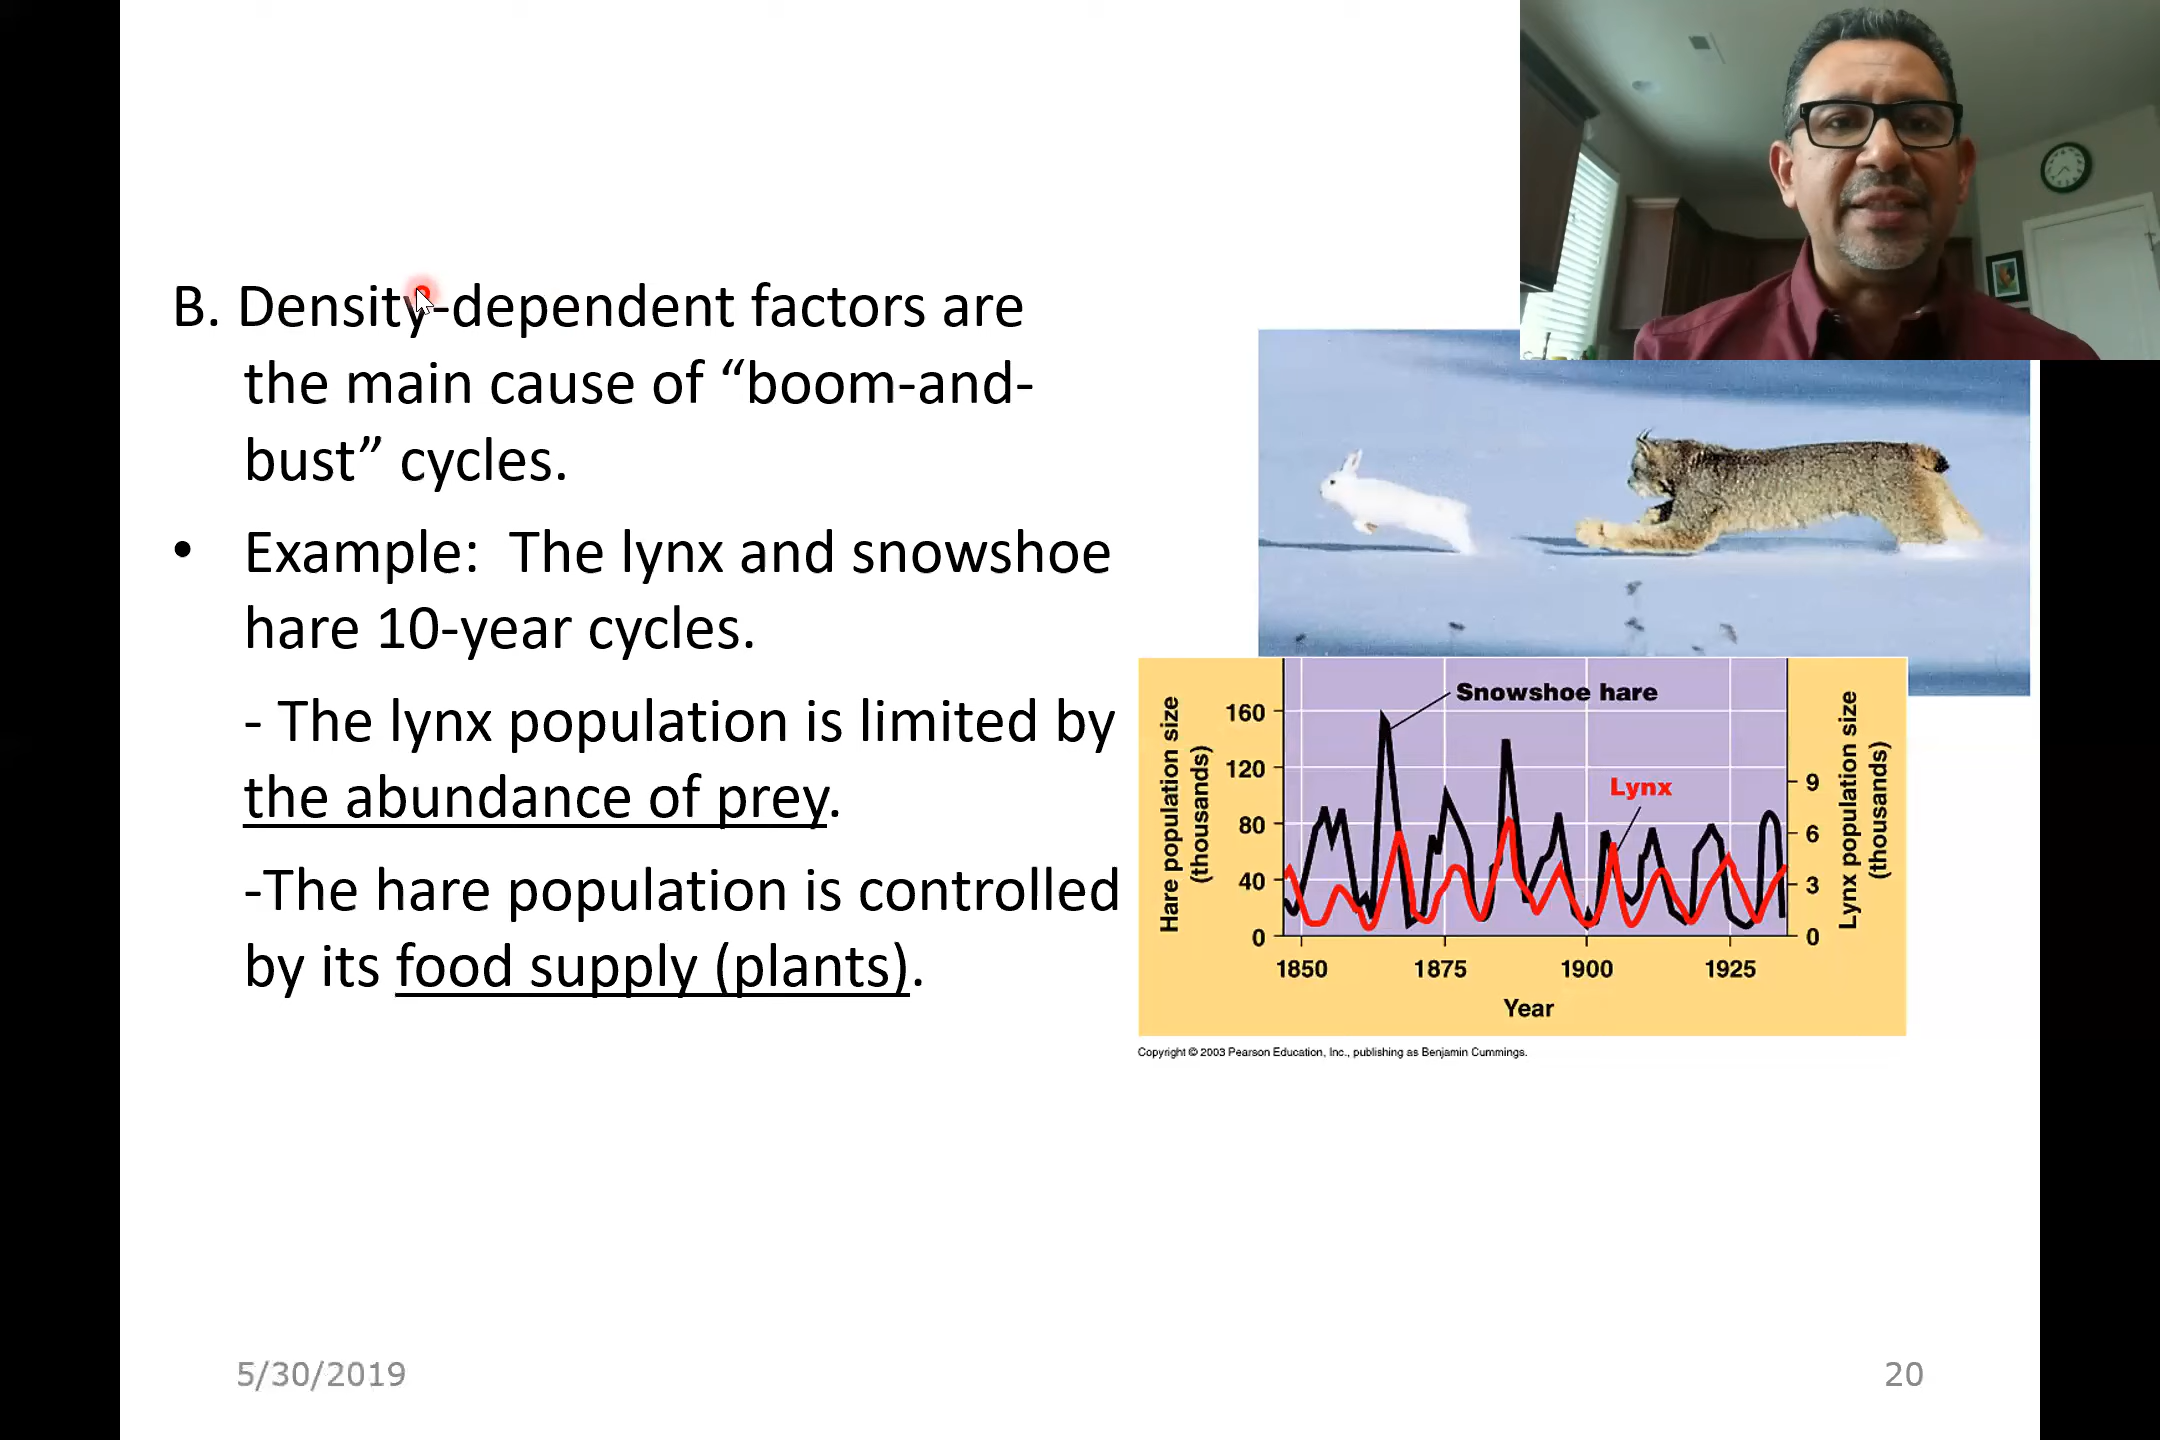 B. Density-dependent factors are
the main cause of “boom-and-
bust” cycles.
• Example:  The lynx and snowshoe
hare 10-year cycles.
- The lynx population is limited by
the abundance of prey.
-The hare population is controlled
by its food supply (plants).
Hare population size
(thousands)
160
120
80
40
0
Snowshoe hare
Lynx
9
6
3
0
Lynx population size
(thousands)
1850 1875 1900 1925
Year
Copyright © 2003 Pearson Education, Inc., publishing as Benjamin Cummings.
5/30/2019
20